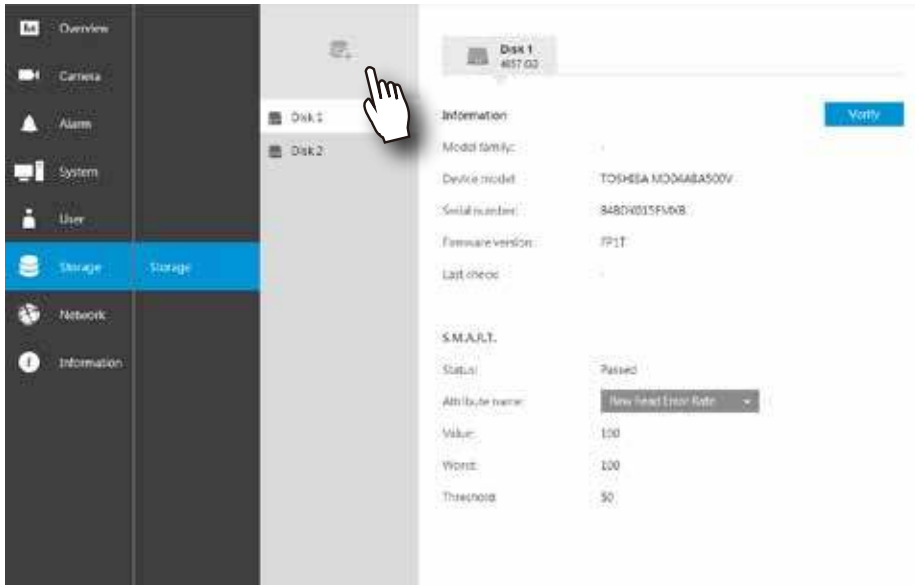 Overview
Camera
Alarm
System
User
Storage
Storage
Network
Information
Disk 1
Disk 2
Disk 1
Information
Verify
Model family:
-
Device model:
TOSHIBA
Serial number:
Firmware version:
FP1T
Last check:
-
S.M.A.R.T.
Status:
Passed
Attribute name:
Raw Read Error Rate
Value:
100
Worst:
100
Threshold:
50